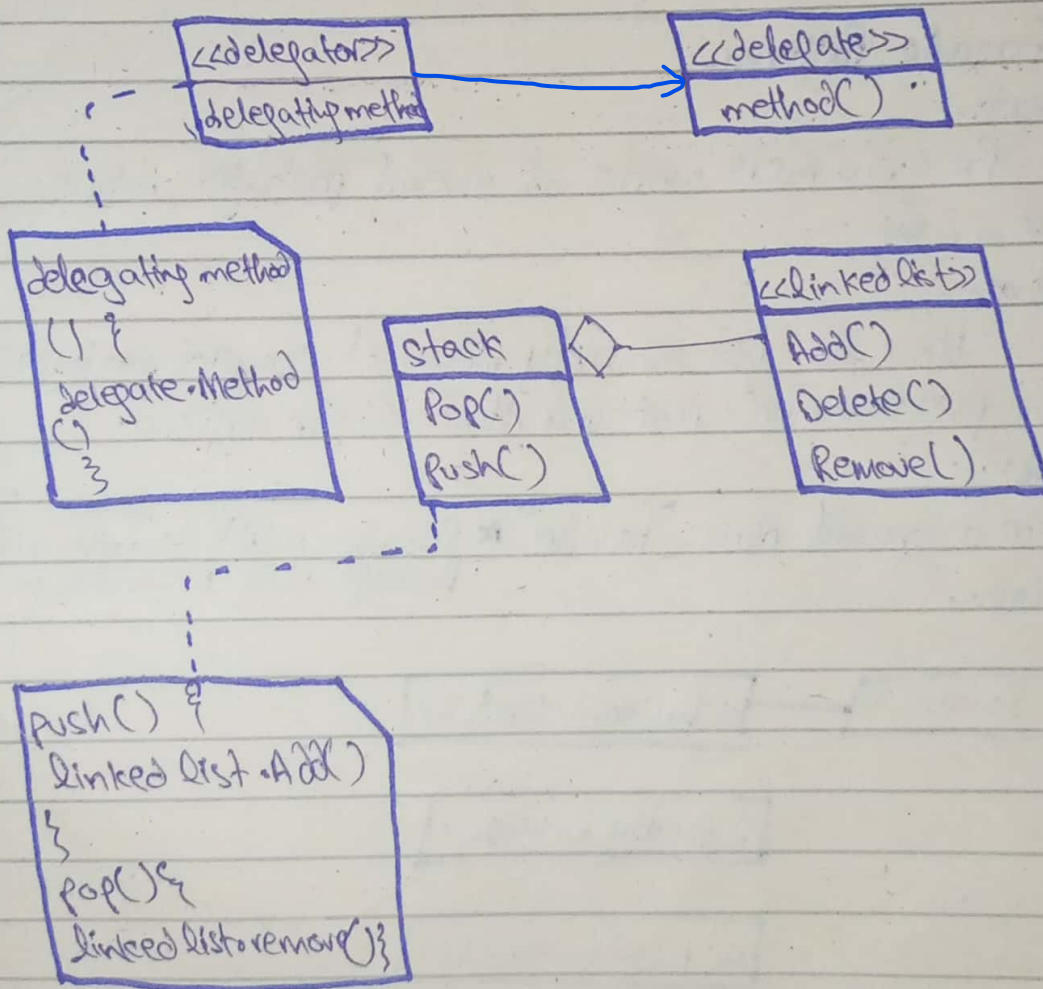 <<delegator>>
delegating method
<<delegate>>
method()
delegating method
() {
delegate.Method
()
}
Stack
Pop()
Push()
<<linked list>>
Add()
Delete()
Remove()
push() {
linked list.Add()
}
pop(){
linked list.remove()}